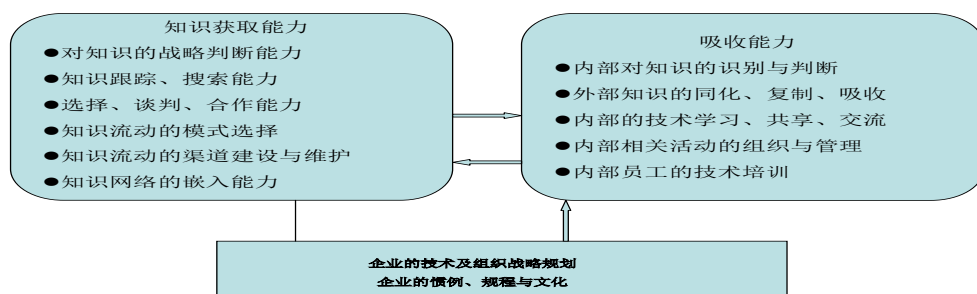 知识获取能力
●对知识的战略判断能力
●知识跟踪、搜索能力
●选择、谈判、合作能力
●知识流动的模式选择
●知识流动的渠道建设与维护
●知识网络的嵌入能力
吸收能力
●内部对知识的识别与判断
●外部知识的同化、复制、吸收
●内部的技术学习、共享、交流
●内部相关活动的组织与管理
●内部员工的技术培训
企业的技术及组织战略规划
企业的惯例、规程与文化